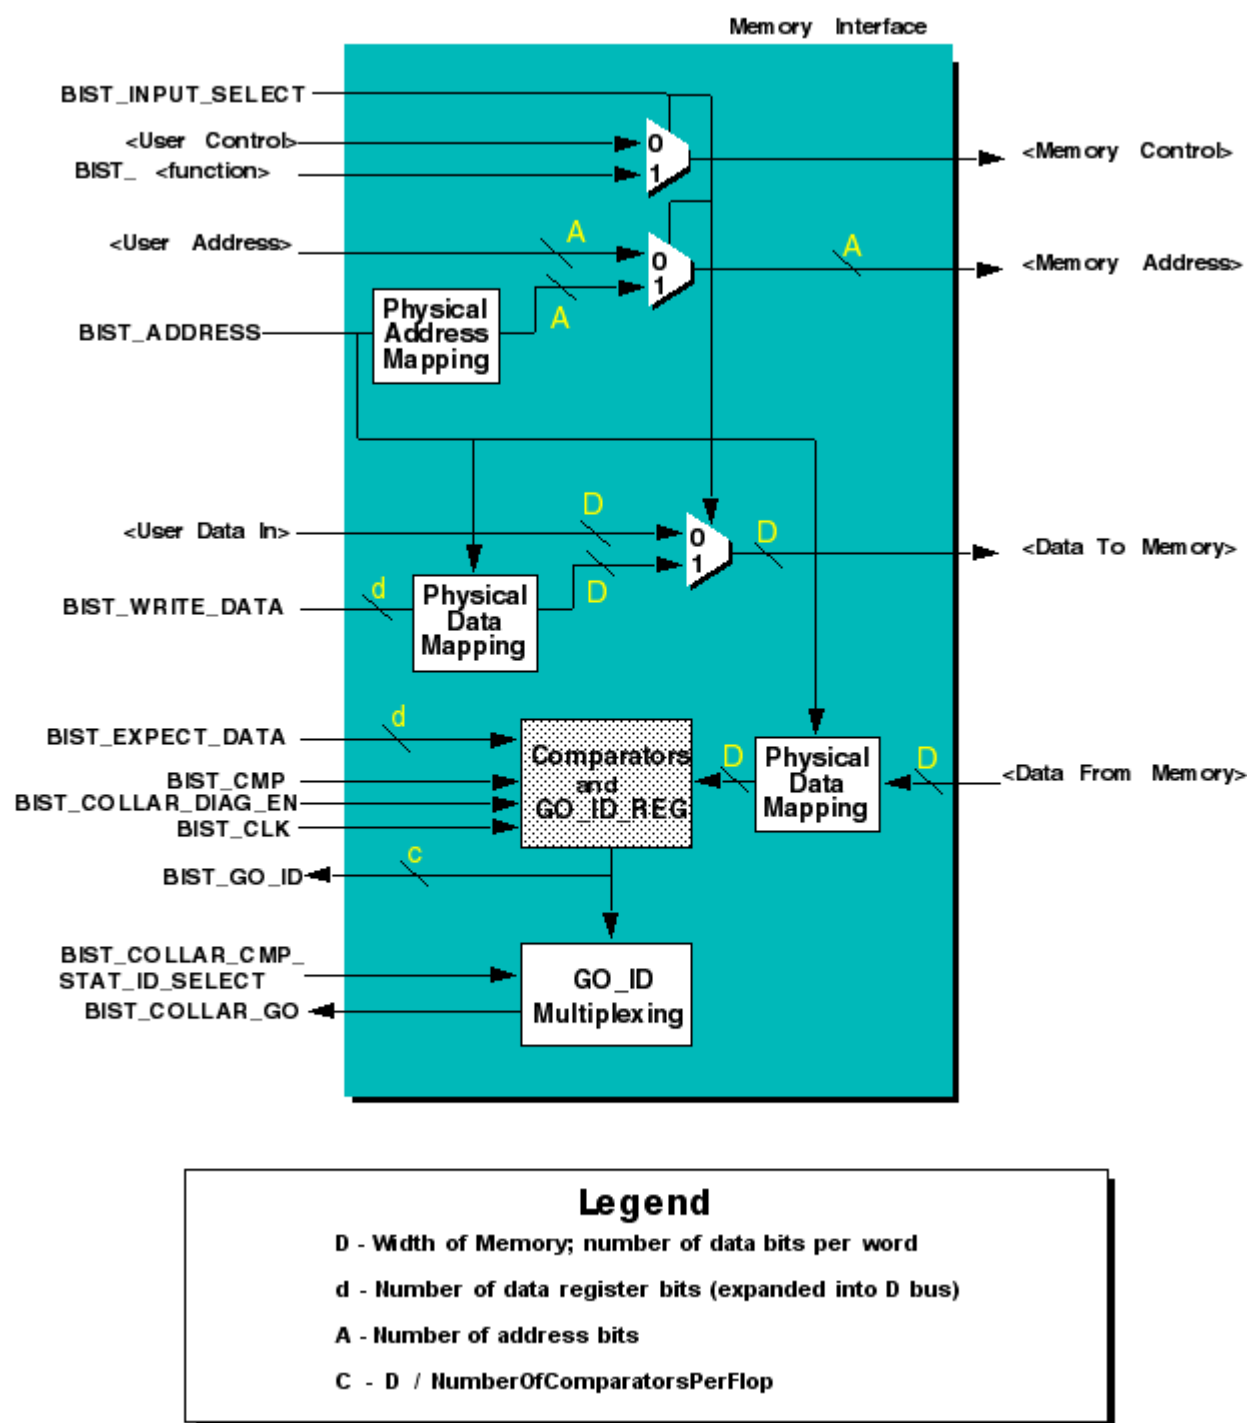 Memory Interface
BIST_INPUT_SELECT
<User Control>
0
<Memory Control>
BIST_ <function>
1
<User Address>
A
0
A
<Memory Address>
1
A
Physical
Address
Mapping
BIST_ADDRESS
<User Data In>
D
0
D
<Data To Memory>
1
D
BIST_WRITE_DATA
d
Physical
Data
Mapping
BIST_EXPECT_DATA
d
BIST_CMP
BIST_COLLAR_DIAG_EN
BIST_CLK
Comparators
and
GO_ID_REG
D
Physical
Data
Mapping
D
<Data From Memory>
BIST_GO_ID
c
BIST_COLLAR_CMP_
STAT_ID_SELECT
BIST_COLLAR_GO
GO_ID
Multiplexing
Legend
D - Width of Memory; number of data bits per word
d - Number of data register bits (expanded into D bus)
A - Number of address bits
C - D / NumberOfComparatorsPerFlop